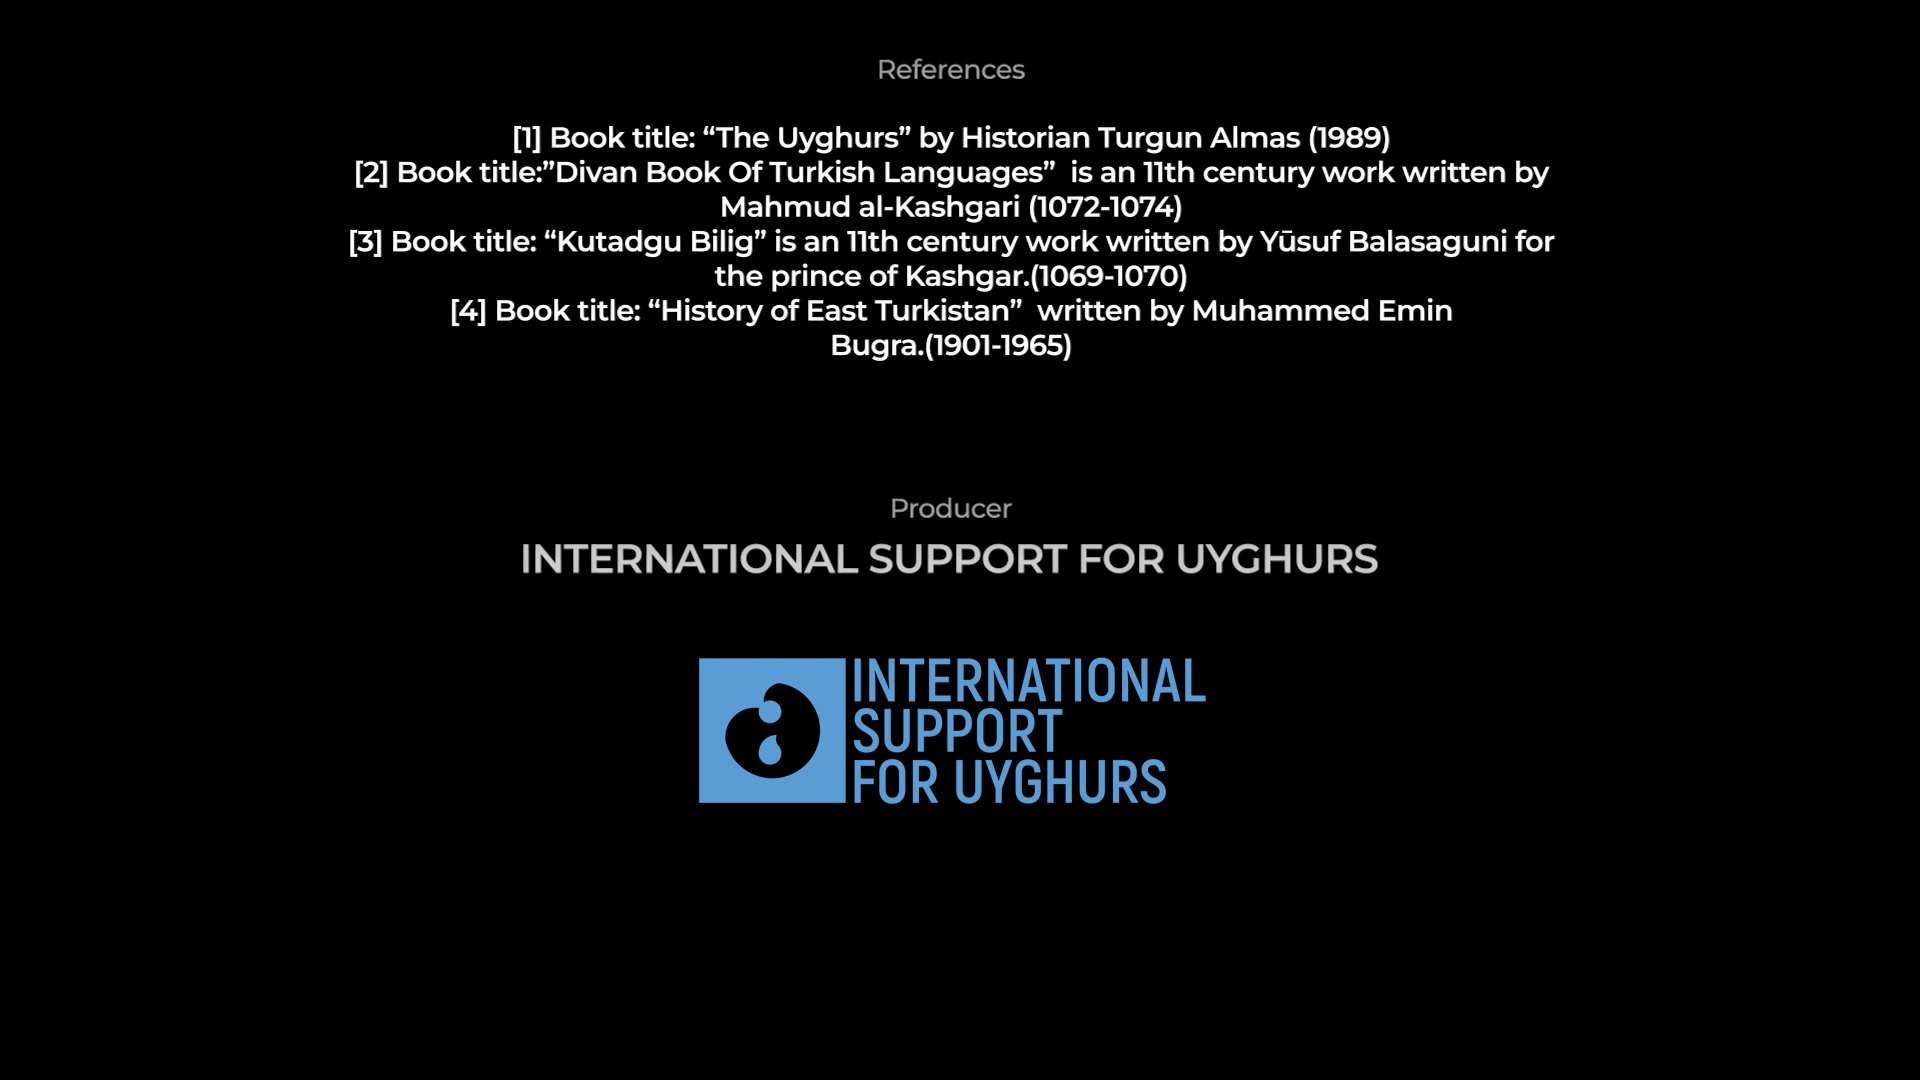 References
[1] Book title: “The Uyghurs” by Historian Turgun Almas (1989)
[2] Book title:”Divan Book Of Turkish Languages”  is an 11th century work written by
Mahmud al-Kashgari (1072-1074)
[3] Book title: “Kutadgu Bilig” is an 11th century work written by Yūsuf Balasaguni for
the prince of Kashgar.(1069-1070)
[4] Book title: “History of East Turkistan”  written by Muhammed Emin
Bugra.(1901-1965)
Producer
INTERNATIONAL SUPPORT FOR UYGHURS
INTERNATIONAL
SUPPORT
FOR UYGHURS